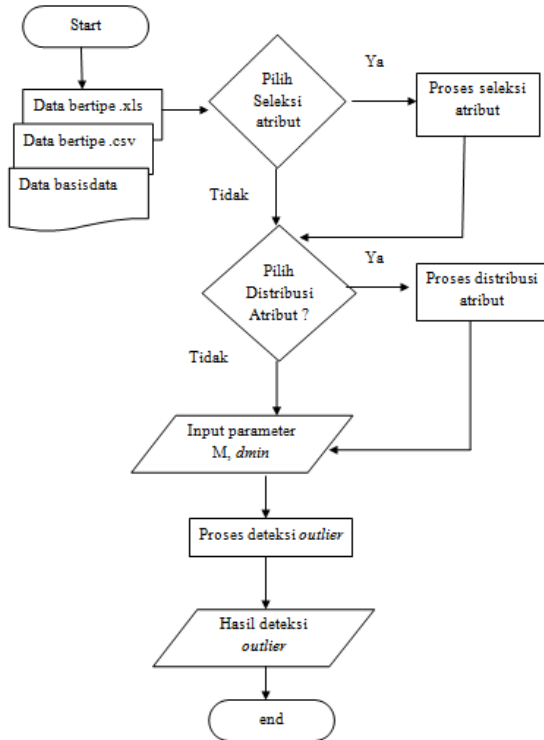 Start
Data bertipe .xls
Data bertipe .csv
Data basisdata
Pilih
Seleksi
atribut
Ya
Proses seleksi
atribut
Tidak
Pilih
Distribusi
Atribut ?
Ya
Proses distribusi
atribut
Tidak
Input parameter
M, dmin
Proses deteksi outlier
Hasil deteksi
outlier
end